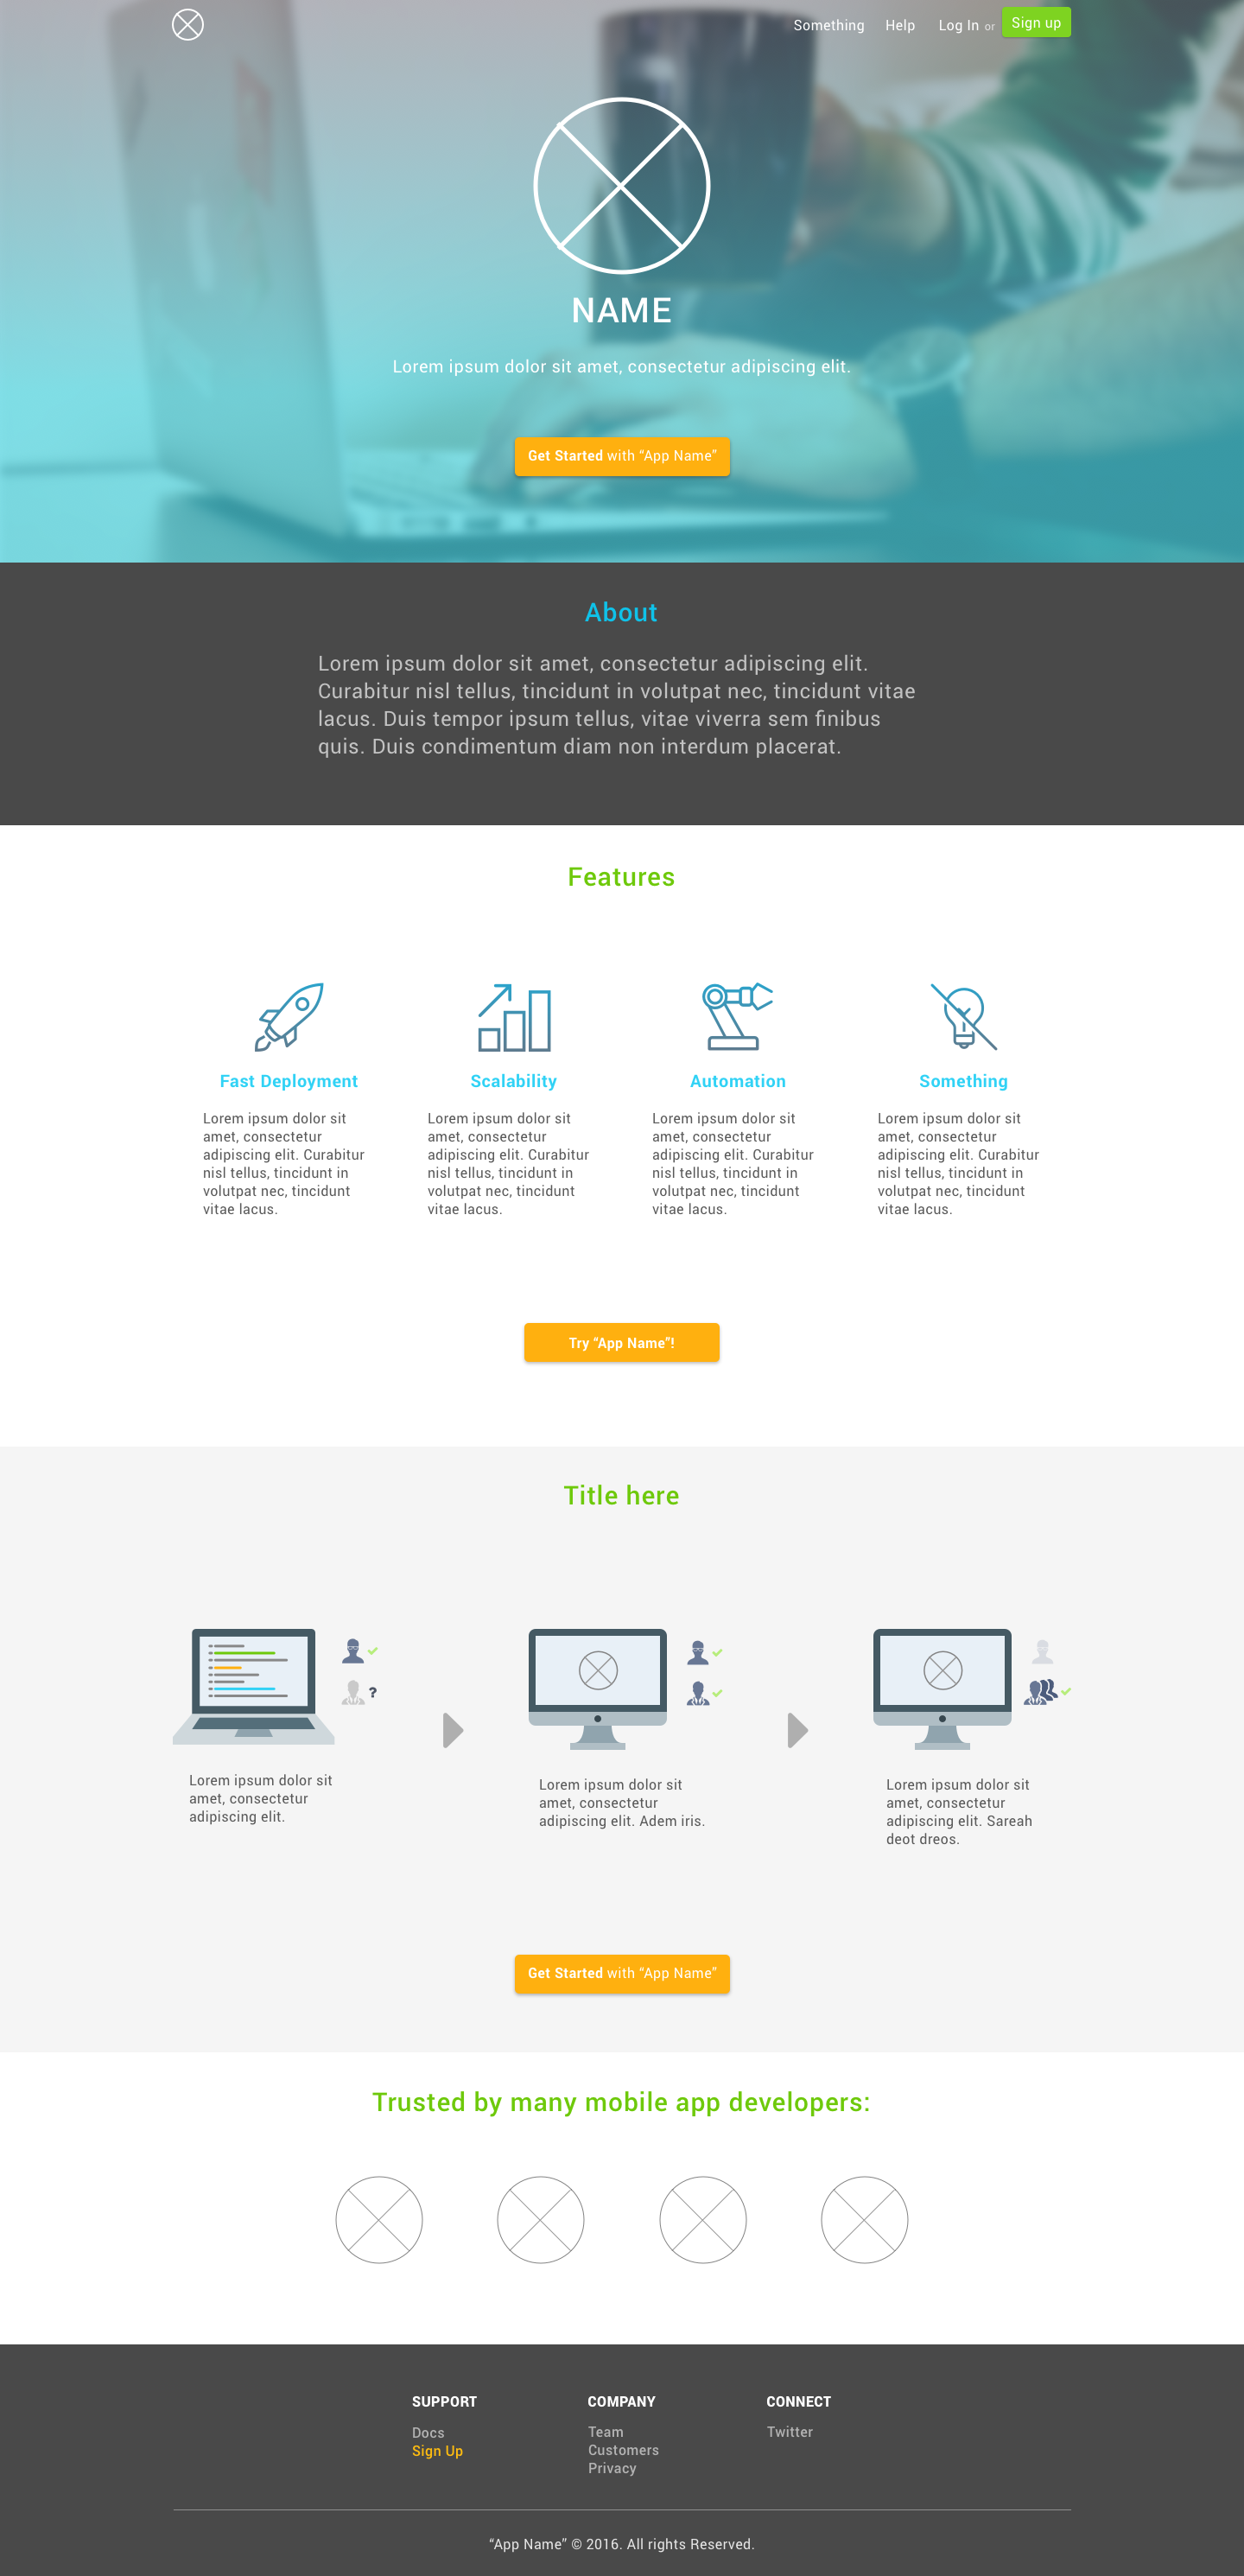 Something Help Log In or Sign up
NAME
Lorem ipsum dolor sit amet, consectetur adipiscing elit.
Get Started with “App Name”
About
Lorem ipsum dolor sit amet, consectetur adipiscing elit.
Curabitur nisl tellus, tincidunt in volutpat nec, tincidunt vitae
lacus. Duis tempor ipsum tellus, vitae viverra sem finibus
quis. Duis condimentum diam non interdum placerat.
Features
Fast Deployment
Lorem ipsum dolor sit
amet, consectetur
adipiscing elit. Curabitur
nisl tellus, tincidunt in
volutpat nec, tincidunt
vitae lacus.
Scalability
Lorem ipsum dolor sit
amet, consectetur
adipiscing elit. Curabitur
nisl tellus, tincidunt in
volutpat nec, tincidunt
vitae lacus.
Automation
Lorem ipsum dolor sit
amet, consectetur
adipiscing elit. Curabitur
nisl tellus, tincidunt in
volutpat nec, tincidunt
vitae lacus.
Something
Lorem ipsum dolor sit
amet, consectetur
adipiscing elit. Curabitur
nisl tellus, tincidunt in
volutpat nec, tincidunt
vitae lacus.
Try “App Name”!
Title here
?
Lorem ipsum dolor sit
amet, consectetur
adipiscing elit.
Lorem ipsum dolor sit
amet, consectetur
adipiscing elit. Adem iris.
Lorem ipsum dolor sit
amet, consectetur
adipiscing elit. Sareah
deot dreos.
Get Started with “App Name”
Trusted by many mobile app developers:
SUPPORT
Docs
Sign Up
COMPANY
Team
Customers
Privacy
CONNECT
Twitter
“App Name” © 2016. All rights Reserved.